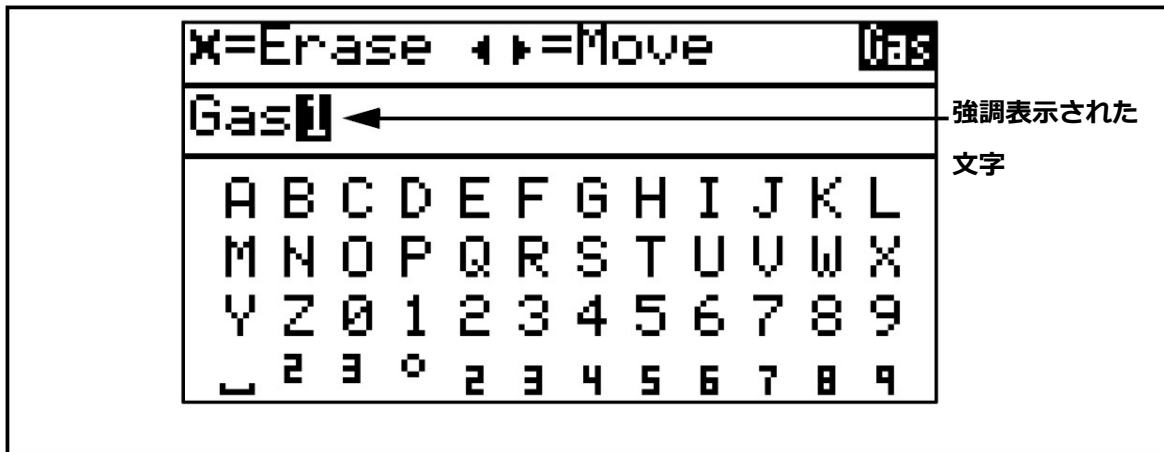 x=Erase ◂ ▸=Move Gas
Gas1
強調表示された
文字
A B C D E F G H I J K L
M N O P Q R S T U V W X
Y Z 0 1 2 3 4 5 6 7 8 9
⎵ ² ³ ° ₂ ₃ ₄ ₅ ₆ ₇ ₈ ₉